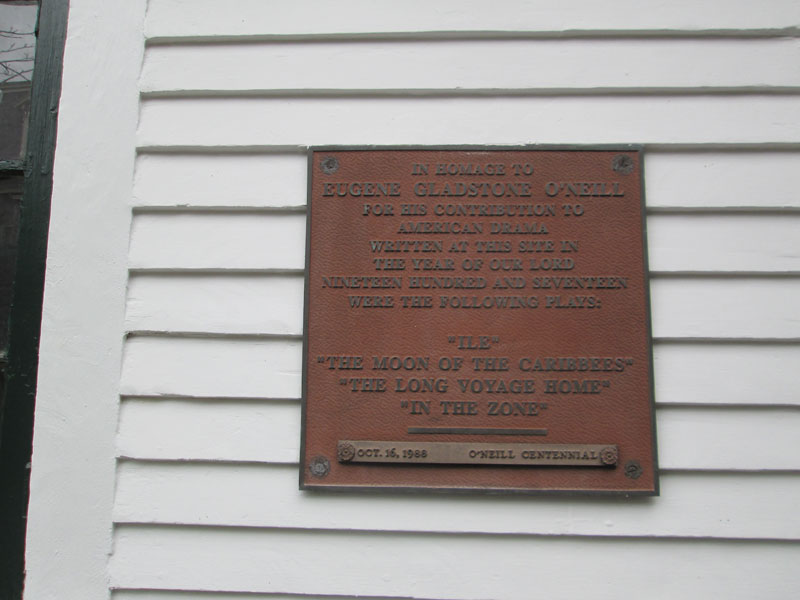 IN HOMAGE TO
EUGENE GLADSTONE O'NEILL
FOR HIS CONTRIBUTION TO
AMERICAN DRAMA
WRITTEN AT THIS SITE IN
THE YEAR OF OUR LORD
NINETEEN HUNDRED AND SEVENTEEN
WERE THE FOLLOWING PLAYS:
"ILE"
"THE MOON OF THE CARIBBEES"
"THE LONG VOYAGE HOME"
"IN THE ZONE"
OCT. 16, 1988 O'NEILL CENTENNIAL